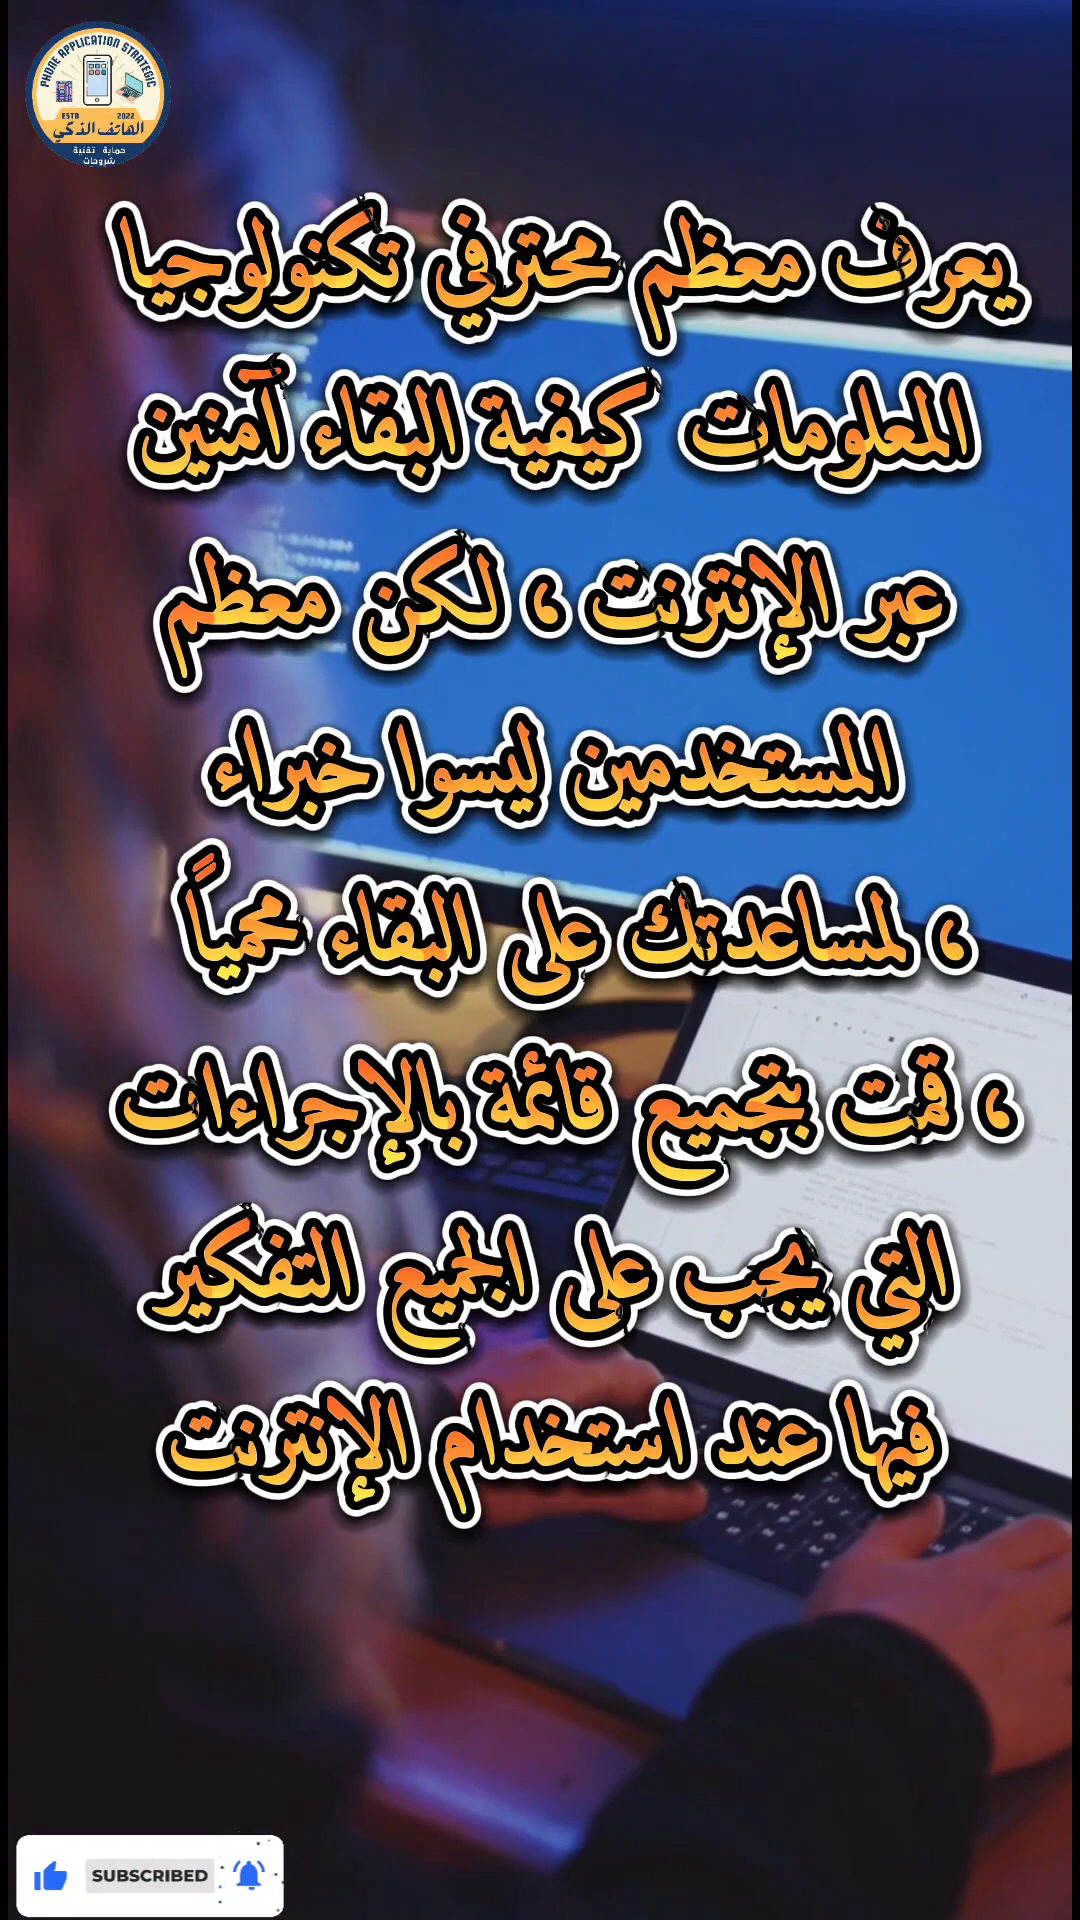 PHONE APPLICATION STRATEGIC
ESTD 2022
الهاتف الذكي
حماية تقنية
شروحات
يعرف معظم محترفي تكنولوجيا
المعلومات كيفية البقاء آمنين
عبر الإنترنت ، لكن معظم
المستخدمين ليسوا خبراء
، لمساعدتك على البقاء محمياً
، قمت بتجميع قائمة بالإجراءات
التي يجب على الجميع التفكير
فيها عند استخدام الإنترنت
SUBSCRIBED